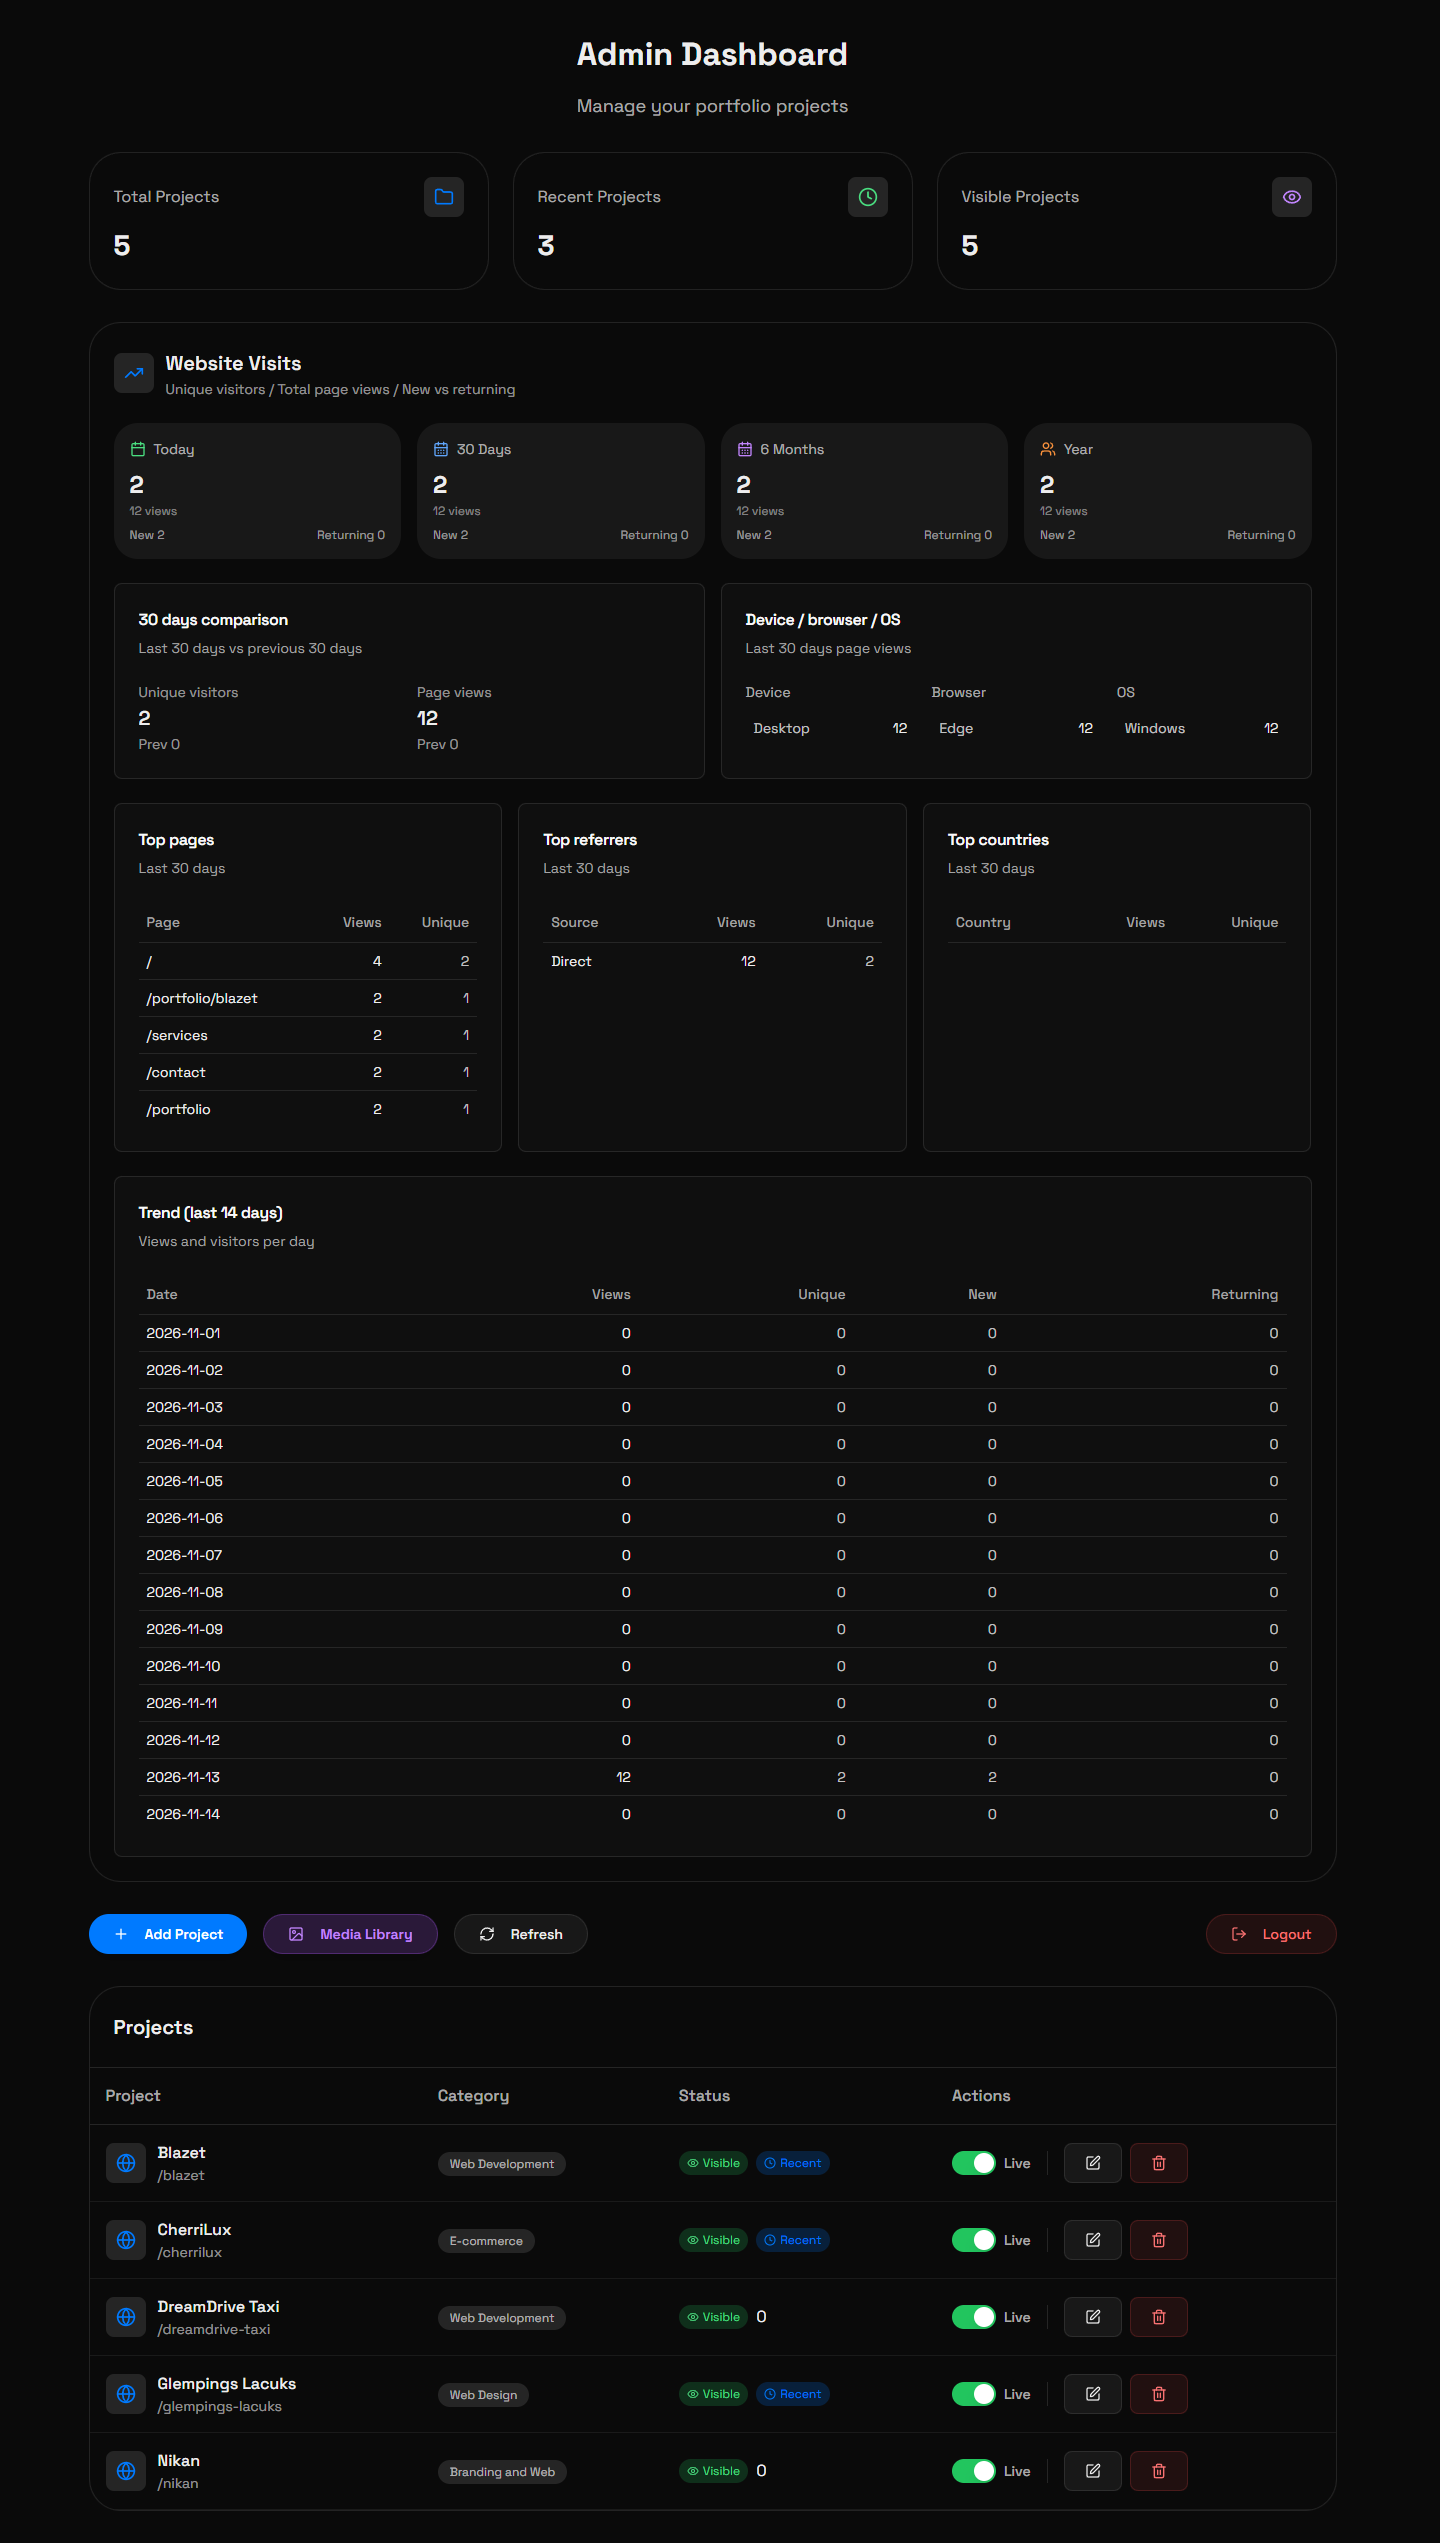 Admin Dashboard
Manage your portfolio projects
Total Projects
5
Recent Projects
3
Visible Projects
5
Website Visits
Unique visitors / Total page views / New vs returning
Today
2
12 views
New 2 Returning 0
30 Days
2
12 views
New 2 Returning 0
6 Months
2
12 views
New 2 Returning 0
Year
2
12 views
New 2 Returning 0
30 days comparison
Last 30 days vs previous 30 days
Unique visitors
2
Prev 0
Page views
12
Prev 0
Device / browser / OS
Last 30 days page views
Device Browser OS
Desktop 12 Edge 12 Windows 12
Top pages
Last 30 days
Page Views Unique
/ 4 2
/portfolio/blazet 2 1
/services 2 1
/contact 2 1
/portfolio 2 1
Top referrers
Last 30 days
Source Views Unique
Direct 12 2
Top countries
Last 30 days
Country Views Unique
Trend (last 14 days)
Views and visitors per day
Date Views Unique New Returning
2026-11-01 0 0 0 0
2026-11-02 0 0 0 0
2026-11-03 0 0 0 0
2026-11-04 0 0 0 0
2026-11-05 0 0 0 0
2026-11-06 0 0 0 0
2026-11-07 0 0 0 0
2026-11-08 0 0 0 0
2026-11-09 0 0 0 0
2026-11-10 0 0 0 0
2026-11-11 0 0 0 0
2026-11-12 0 0 0 0
2026-11-13 12 2 2 0
2026-11-14 0 0 0 0
Add Project Media Library Refresh Logout
Projects
Project Category Status Actions
Blazet
/blazet
Web Development Visible Recent Live
CherriLux
/cherrilux
E-commerce Visible Recent Live
DreamDrive Taxi
/dreamdrive-taxi
Web Development Visible 0 Live
Glempings Lacuks
/glempings-lacuks
Web Design Visible Recent Live
Nikan
/nikan
Branding and Web Visible 0 Live